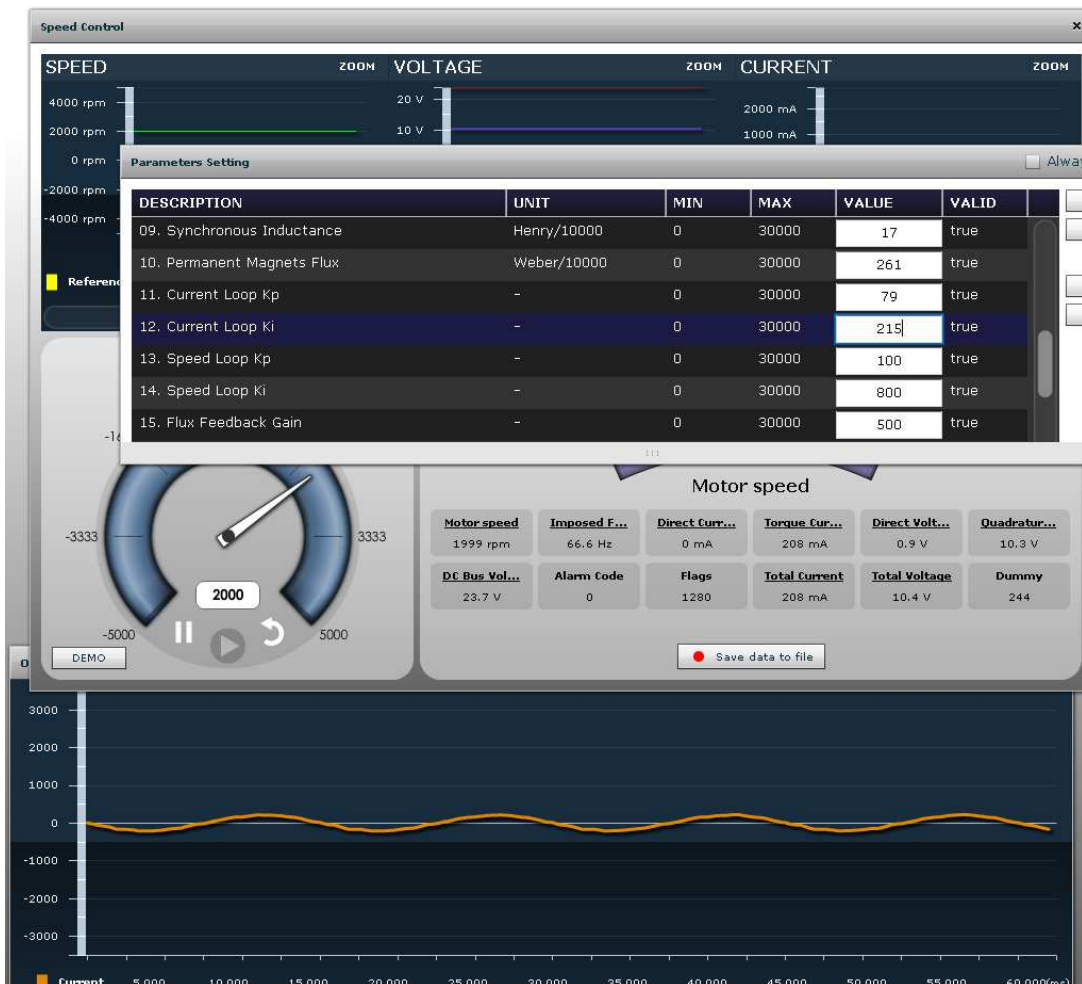 Speed Control
x
SPEED ZOOM VOLTAGE ZOOM CURRENT ZOOM
4000 rpm
2000 rpm
0 rpm
-2000 rpm
-4000 rpm
20 V
10 V
2000 mA
1000 mA
Parameters Setting
DESCRIPTION UNIT MIN MAX VALUE VALID
09. Synchronous Inductance Henry/10000 0 30000 17 true
10. Permanent Magnets Flux Weber/10000 0 30000 261 true
11. Current Loop Kp - 0 30000 79 true
12. Current Loop Ki - 0 30000 215 true
13. Speed Loop Kp - 0 30000 100 true
14. Speed Loop Ki - 0 30000 800 true
15. Flux Feedback Gain - 0 30000 500 true
-3333
3333
2000
-5000
5000
DEMO
Motor speed
Motor speed Imposed F... Direct Curr... Torque Cur... Direct Volt... Quadratur...
1999 rpm 66.6 Hz 0 mA 208 mA 0.9 V 10.3 V
DC Bus Vol... Alarm Code Flags Total Current Total Voltage Dummy
23.7 V 0 1280 208 mA 10.4 V 244
Save data to file
3000
2000
1000
0
-1000
-2000
-3000
Current 5.000 10.000 15.000 20.000 25.000 30.000 35.000 40.000 45.000 50.000 55.000 60.000(ms)